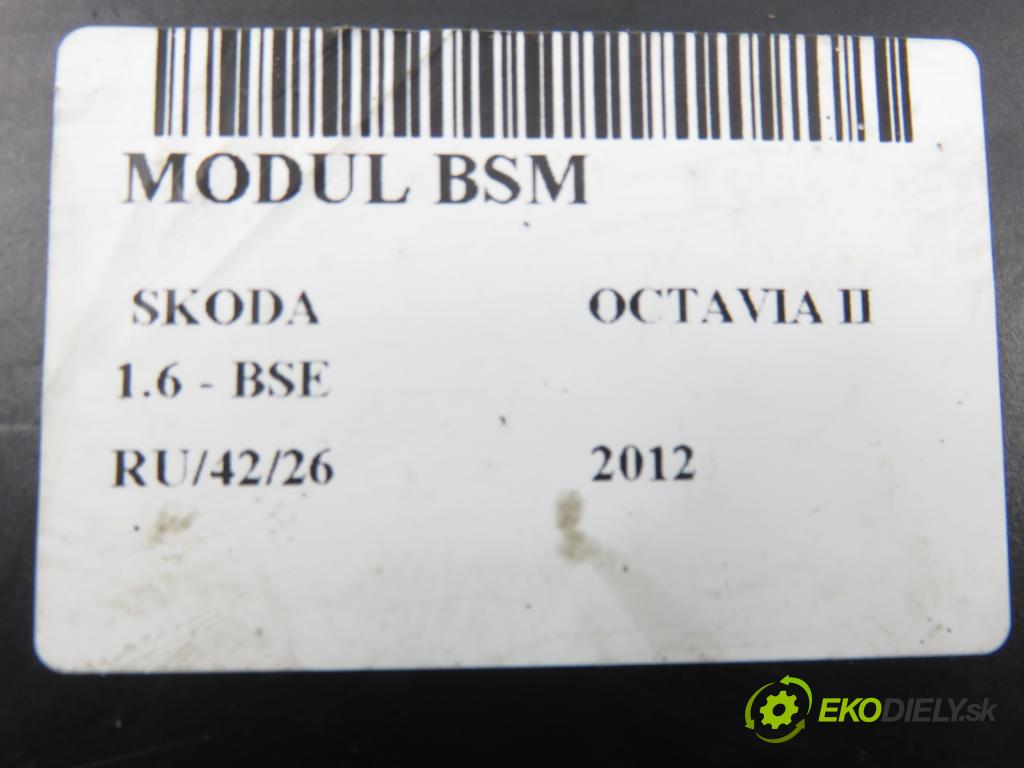 MODUL BSM
SKODA OCTAVIA II
1.6 - BSE
RU/42/26 2012
EKODIELY.sk